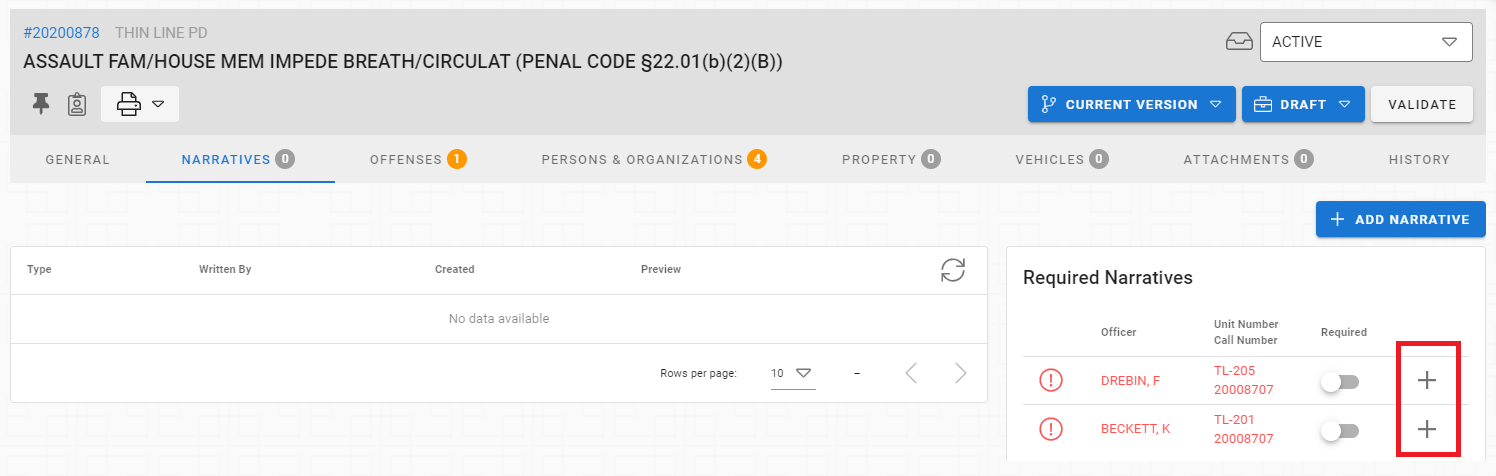 #20200878 THIN LINE PD
ACTIVE
ASSAULT FAM/HOUSE MEM IMPEDE BREATH/CIRCULAT (PENAL CODE §22.01(b)(2)(B))
CURRENT VERSION DRAFT VALIDATE
GENERAL NARRATIVES 0 OFFENSES 1 PERSONS & ORGANIZATIONS 4 PROPERTY 0 VEHICLES 0 ATTACHMENTS 0 HISTORY
+ ADD NARRATIVE
Type Written By Created Preview
No data available
Rows per page: 10 –
Required Narratives
Officer Unit Number Required
Call Number
DREBIN, F TL-205
20008707
BECKETT, K TL-201
20008707